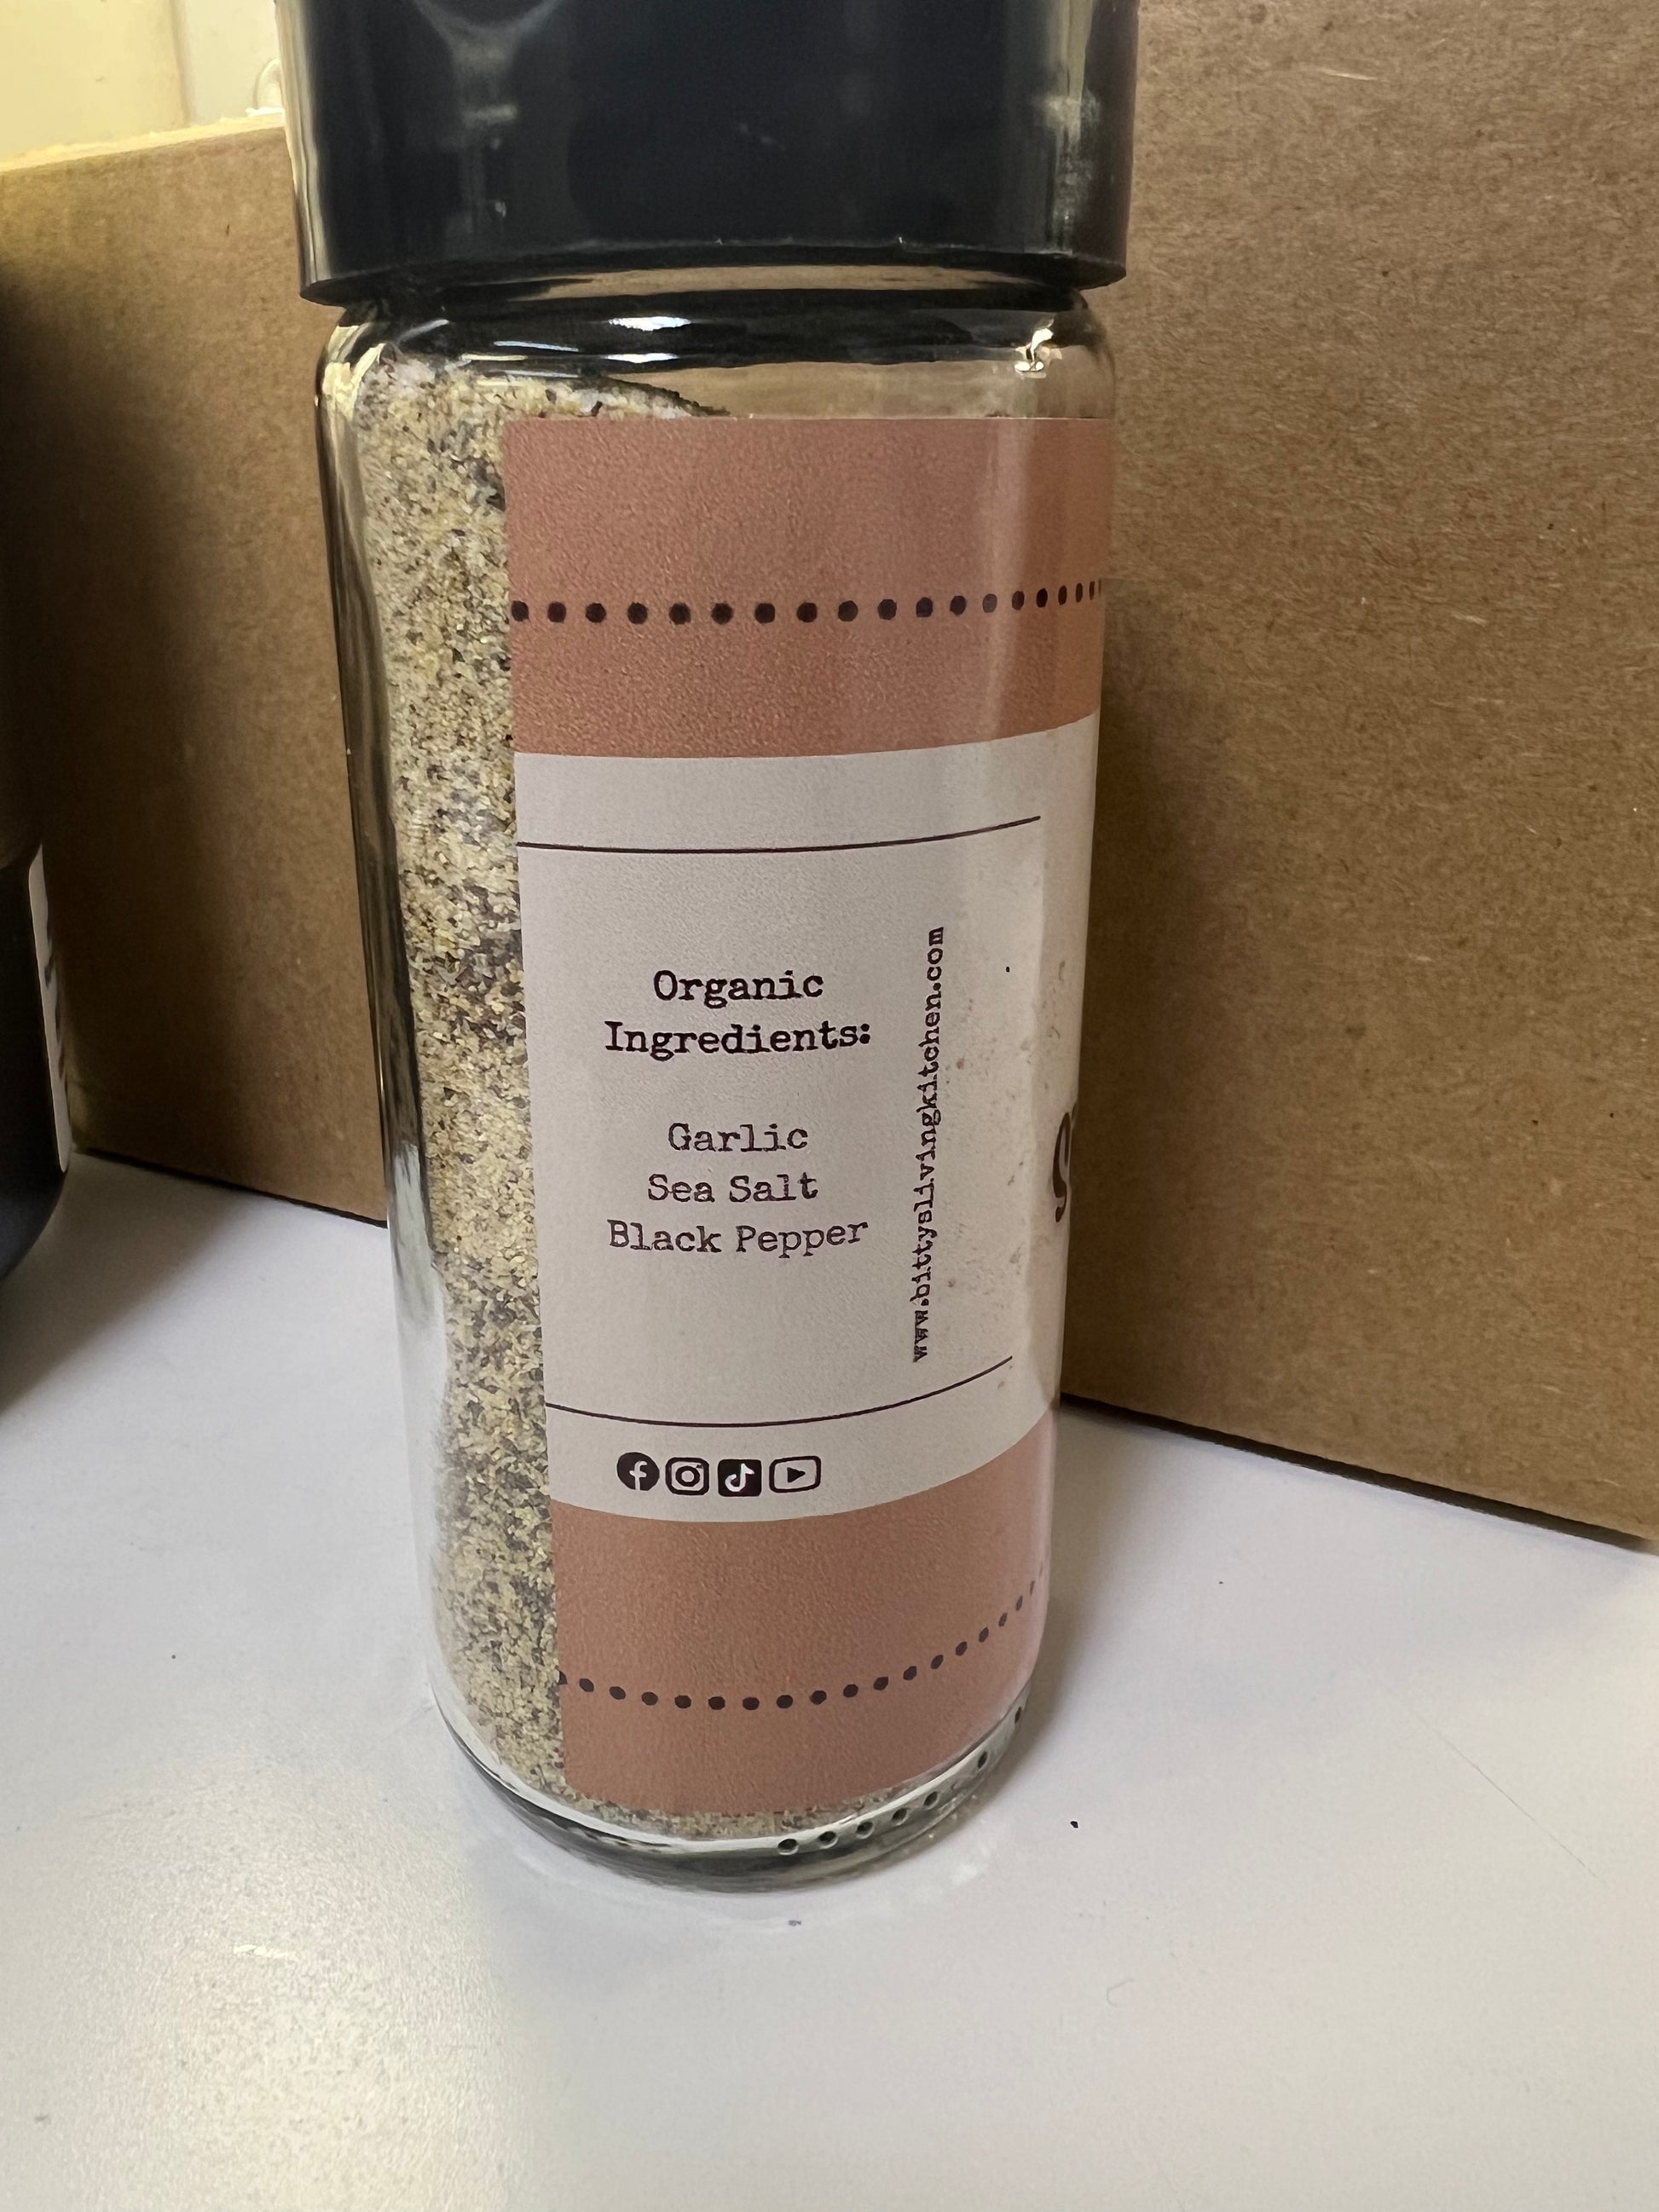 Organic
Ingredients:
Garlic
Sea Salt
Black Pepper
www.bittyslivingkitchen.com